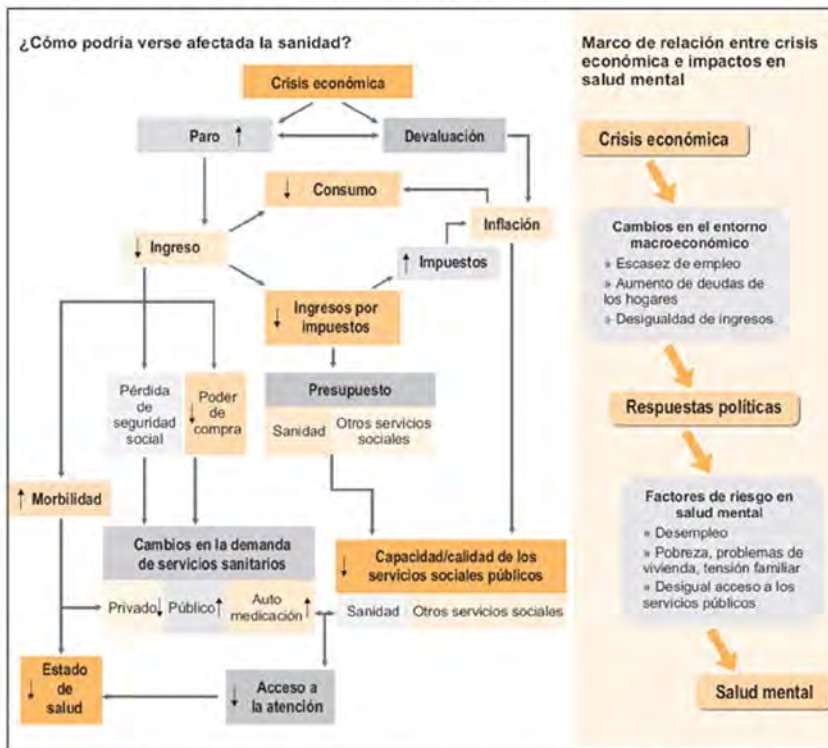 ¿Cómo podría verse afectada la sanidad?
Crisis económica
Paro ↑
Devaluación
↓ Consumo
Inflación
↓ Ingreso
↑ Impuestos
↓ Ingresos por
impuestos
Pérdida
de
seguridad
social
↓ Poder
de
compra
Presupuesto
Sanidad
Otros servicios
sociales
↑ Morbilidad
Cambios en la demanda
de servicios sanitarios
Privado ↓
Público ↑
Auto
medicación ↑
↓ Capacidad/calidad de los
servicios sociales públicos
Sanidad
Otros servicios sociales
↓ Estado
de
salud
↓ Acceso a
la atención
Marco de relación entre crisis
económica e impactos en
salud mental
Crisis económica
Cambios en el entorno
macroeconómico
» Escasez de empleo
» Aumento de deudas de
los hogares
» Desigualdad de ingresos
Respuestas políticas
Factores de riesgo en
salud mental
» Desempleo
» Pobreza, problemas de
vivienda, tensión familiar
» Desigual acceso a los
servicios públicos
Salud mental